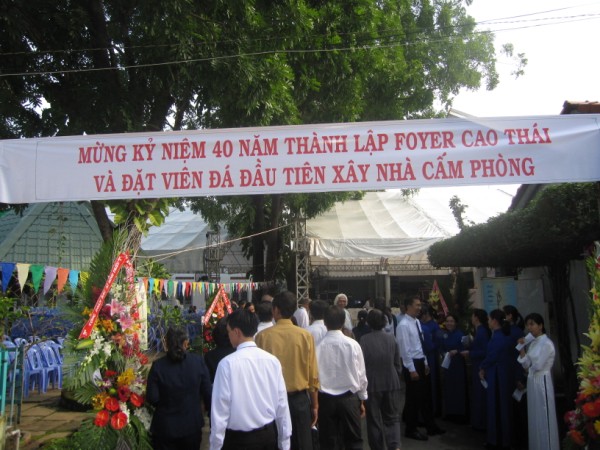 MỪNG KỶ NIỆM 40 NĂM THÀNH LẬP FOYER CAO THÁI
VÀ ĐẶT VIÊN ĐÁ ĐẦU TIÊN XÂY NHÀ CẤM PHÒNG